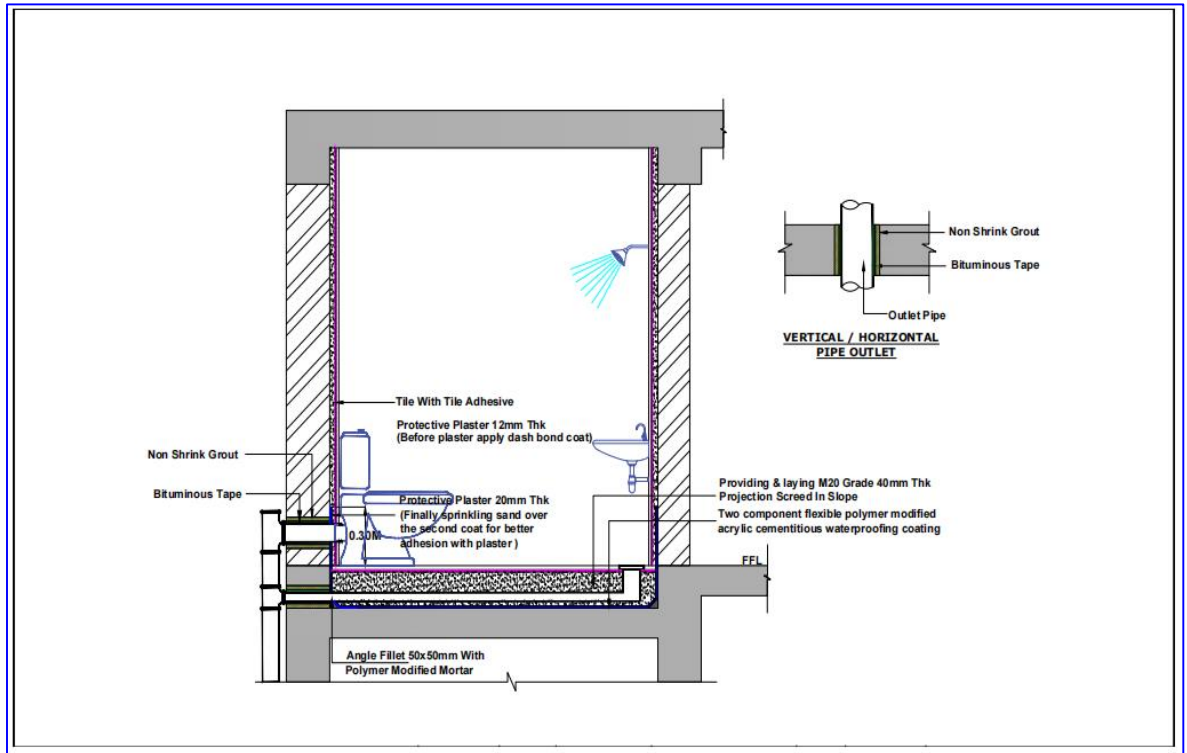 Non Shrink Grout
Bituminous Tape
Outlet Pipe
VERTICAL / HORIZONTAL
PIPE OUTLET
Tile With Tile Adhesive
Protective Plaster 12mm Thk
(Before plaster apply dash bond coat)
Non Shrink Grout
Bituminous Tape
Protective Plaster 20mm Thk
(Finally sprinkling sand over
the second coat for better
adhesion with plaster )
0.30M
Providing & laying M20 Grade 40mm Thk
Projection Screed In Slope
Two component flexible polymer modified
acrylic cementitious waterproofing coating
FFL
Angle Fillet 50x50mm With
Polymer Modified Mortar